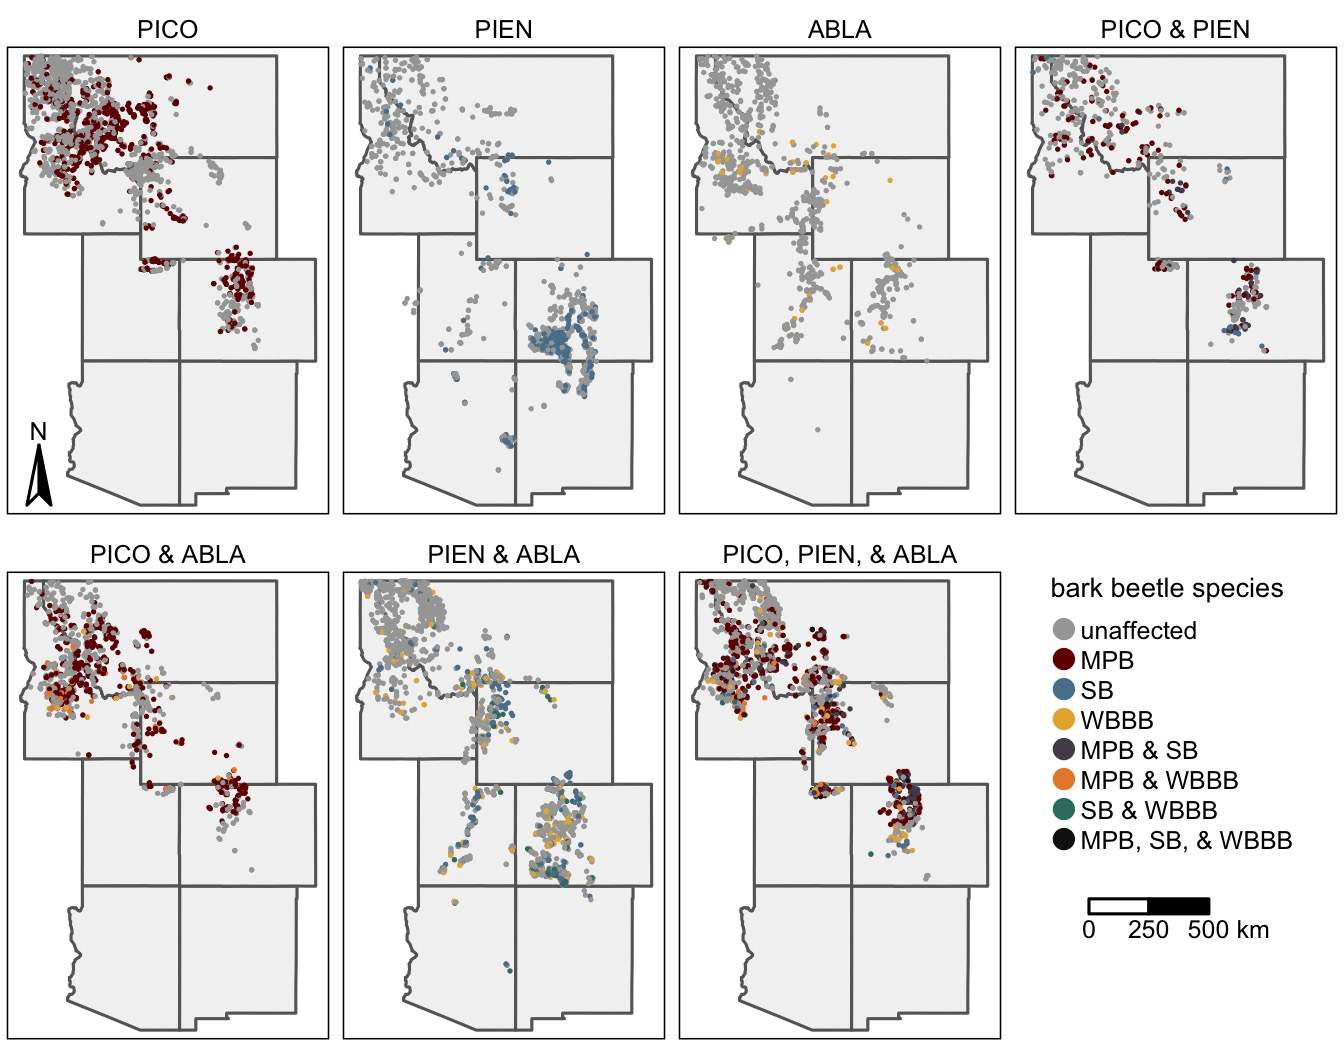 PICO
PIEN
ABLA
PICO & PIEN
N
PICO & ABLA
PIEN & ABLA
PICO, PIEN, & ABLA
bark beetle species
unaffected
MPB
SB
WBBB
MPB & SB
MPB & WBBB
SB & WBBB
MPB, SB, & WBBB
0 250 500 km